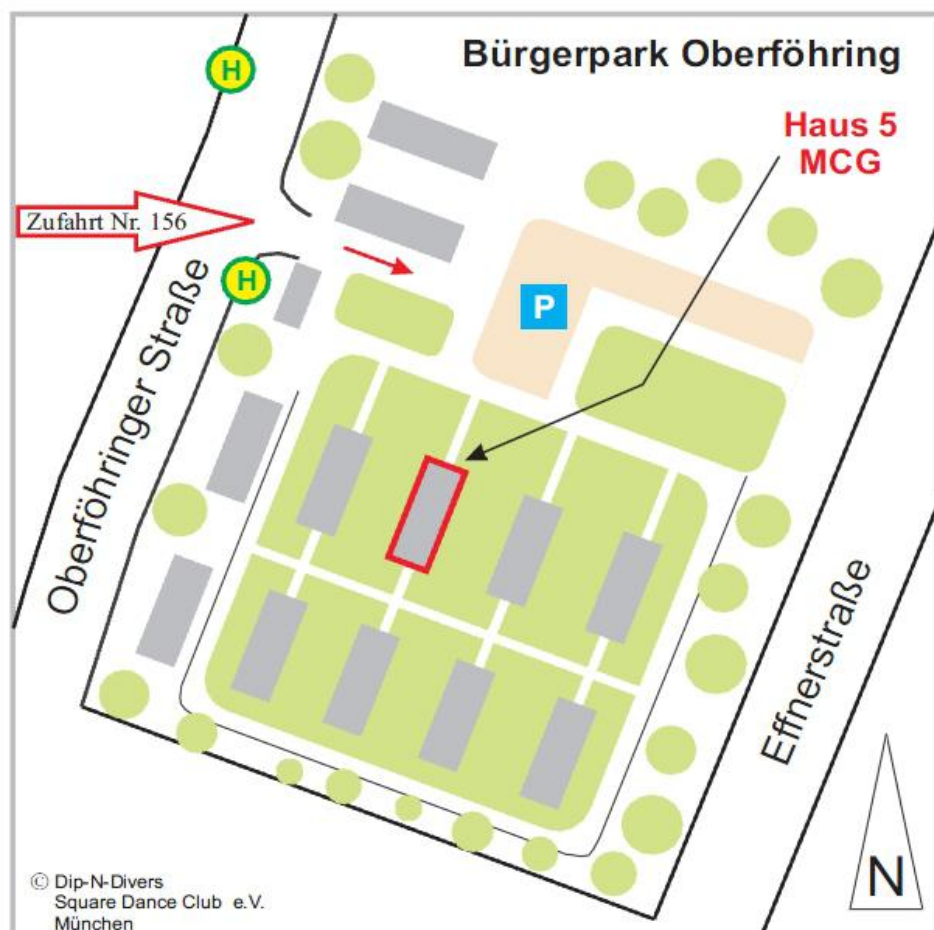 Bürgerpark Oberföhring
H
Haus 5
MCG
Zufahrt Nr. 156
H
P
Oberföhringer Straße
Effnerstraße
N
© Dip-N-Divers
Square Dance Club e.V.
München